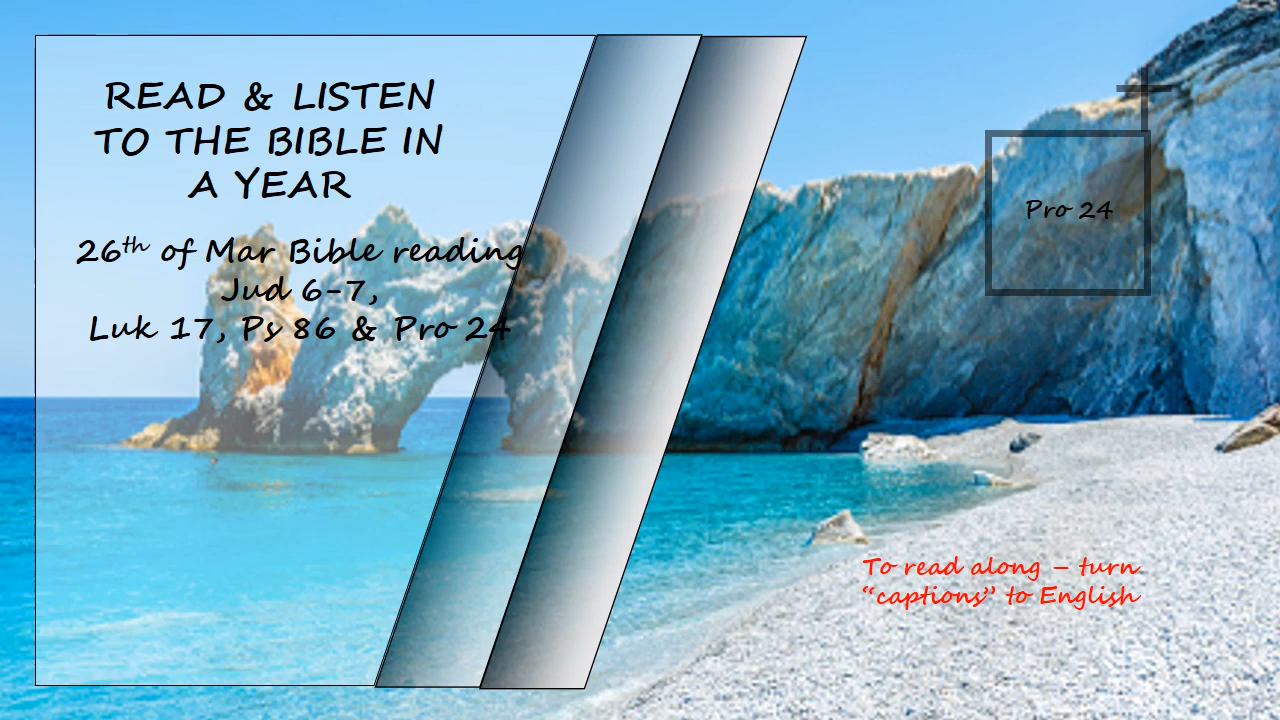 READ & LISTEN
TO THE BIBLE IN
A YEAR
26th of Mar Bible reading
Jud 6-7,
Luk 17, Ps 86 & Pro 24
Pro 24
To read along – turn
“captions” to English